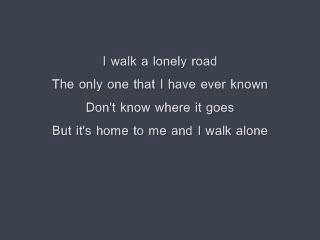 I walk a lonely road
The only one that I have ever known
Don't know where it goes
But it's home to me and I walk alone